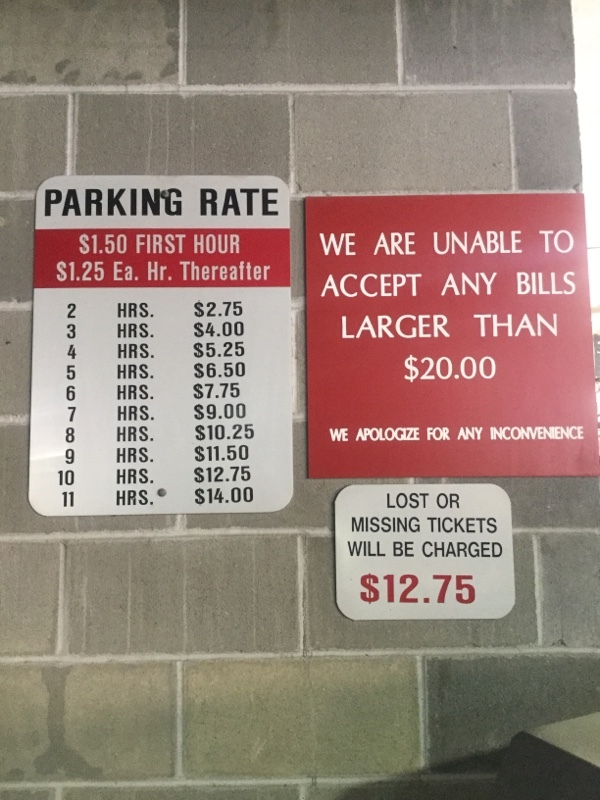 PARKING RATE
$1.50 FIRST HOUR
$1.25 Ea. Hr. Thereafter
2 HRS. $2.75
3 HRS. $4.00
4 HRS. $5.25
5 HRS. $6.50
6 HRS. $7.75
7 HRS. $9.00
8 HRS. $10.25
9 HRS. $11.50
10 HRS. $12.75
11 HRS. $14.00
WE ARE UNABLE TO
ACCEPT ANY BILLS
LARGER THAN
$20.00
WE APOLOGIZE FOR ANY INCONVENIENCE
LOST OR
MISSING TICKETS
WILL BE CHARGED
$12.75